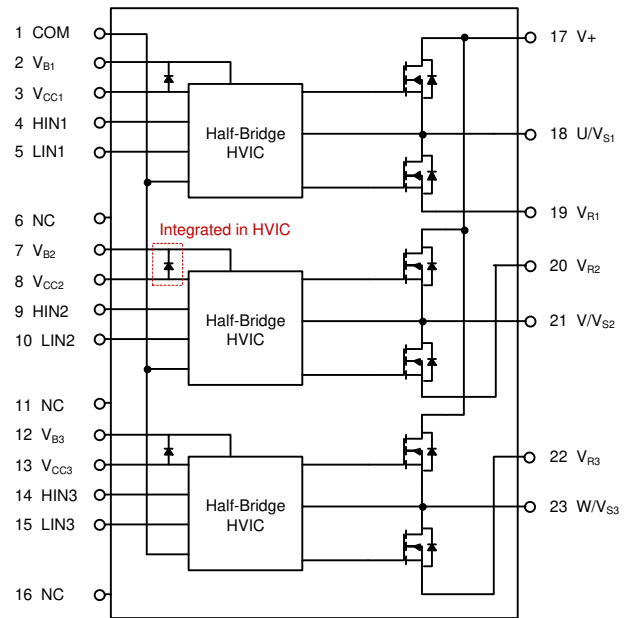 1 COM
2 VB1
3 VCC1
4 HIN1
5 LIN1
6 NC
7 VB2
8 VCC2
9 HIN2
10 LIN2
11 NC
12 VB3
13 VCC3
14 HIN3
15 LIN3
16 NC
Half-Bridge
HVIC
Integrated in HVIC
Half-Bridge
HVIC
Half-Bridge
HVIC
17 V+
18 U/VS1
19 VR1
20 VR2
21 V/VS2
22 VR3
23 W/VS3